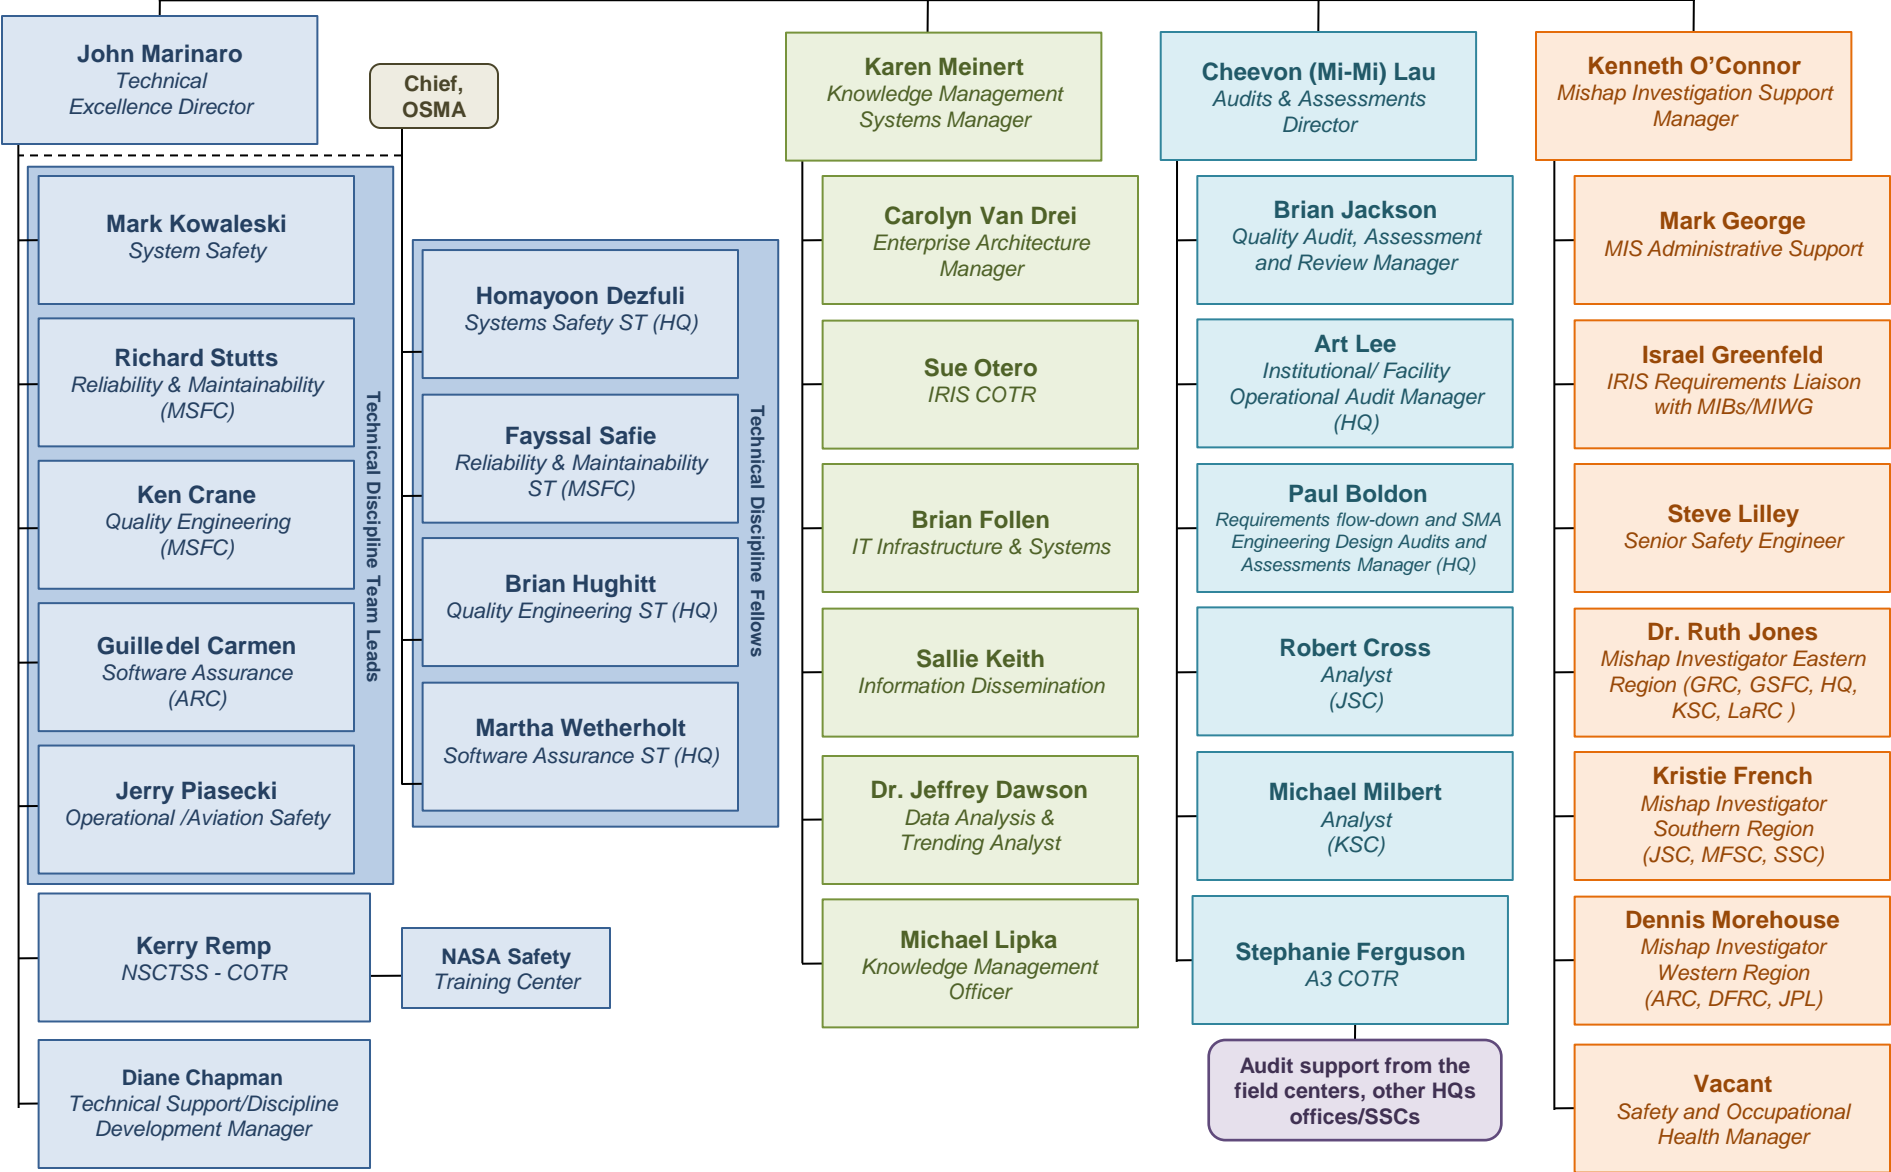 John Marinaro
Technical
Excellence Director
Chief,
OSMA
Mark Kowaleski
System Safety
Richard Stutts
Reliability & Maintainability
(MSFC)
Ken Crane
Quality Engineering
(MSFC)
Guilledel Carmen
Software Assurance
(ARC)
Jerry Piasecki
Operational /Aviation Safety
Technical Discipline Team Leads
Kerry Remp
NSCTSS - COTR
NASA Safety
Training Center
Diane Chapman
Technical Support/Discipline
Development Manager
Homayoon Dezfuli
Systems Safety ST (HQ)
Fayssal Safie
Reliability & Maintainability
ST (MSFC)
Brian Hughitt
Quality Engineering ST (HQ)
Martha Wetherholt
Software Assurance ST (HQ)
Technical Discipline Fellows
Karen Meinert
Knowledge Management
Systems Manager
Carolyn Van Drei
Enterprise Architecture
Manager
Sue Otero
IRIS COTR
Brian Follen
IT Infrastructure & Systems
Sallie Keith
Information Dissemination
Dr. Jeffrey Dawson
Data Analysis &
Trending Analyst
Michael Lipka
Knowledge Management
Officer
Cheevon (Mi-Mi) Lau
Audits & Assessments
Director
Brian Jackson
Quality Audit, Assessment
and Review Manager
Art Lee
Institutional/ Facility
Operational Audit Manager
(HQ)
Paul Boldon
Requirements flow-down and SMA
Engineering Design Audits and
Assessments Manager (HQ)
Robert Cross
Analyst
(JSC)
Michael Milbert
Analyst
(KSC)
Stephanie Ferguson
A3 COTR
Audit support from the
field centers, other HQs
offices/SSCs
Kenneth O’Connor
Mishap Investigation Support
Manager
Mark George
MIS Administrative Support
Israel Greenfeld
IRIS Requirements Liaison
with MIBs/MIWG
Steve Lilley
Senior Safety Engineer
Dr. Ruth Jones
Mishap Investigator Eastern
Region (GRC, GSFC, HQ,
KSC, LaRC )
Kristie French
Mishap Investigator
Southern Region
(JSC, MFSC, SSC)
Dennis Morehouse
Mishap Investigator
Western Region
(ARC, DFRC, JPL)
Vacant
Safety and Occupational
Health Manager